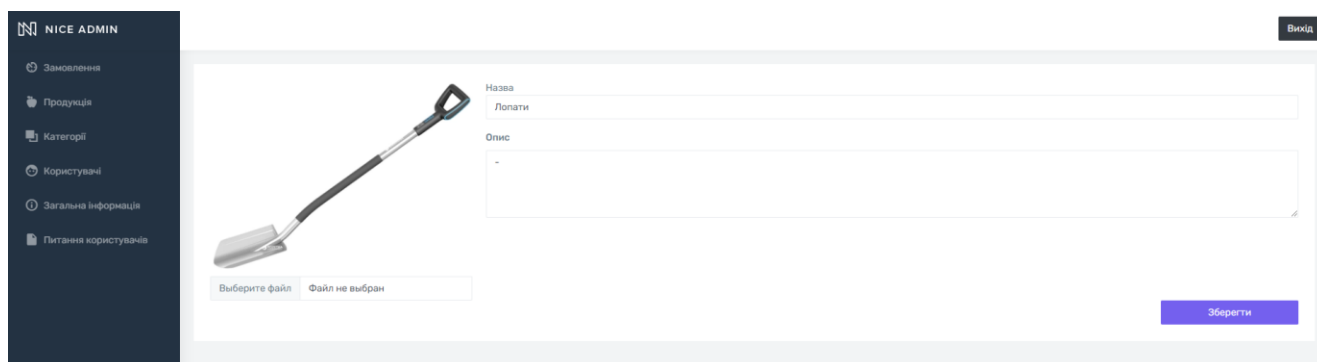 NICE ADMIN
Вихід
Замовлення
Продукція
Категорії
Користувачі
Загальна інформація
Питання користувачів
Назва
Лопати
Опис
-
Выберите файл Файл не выбран
Зберегти